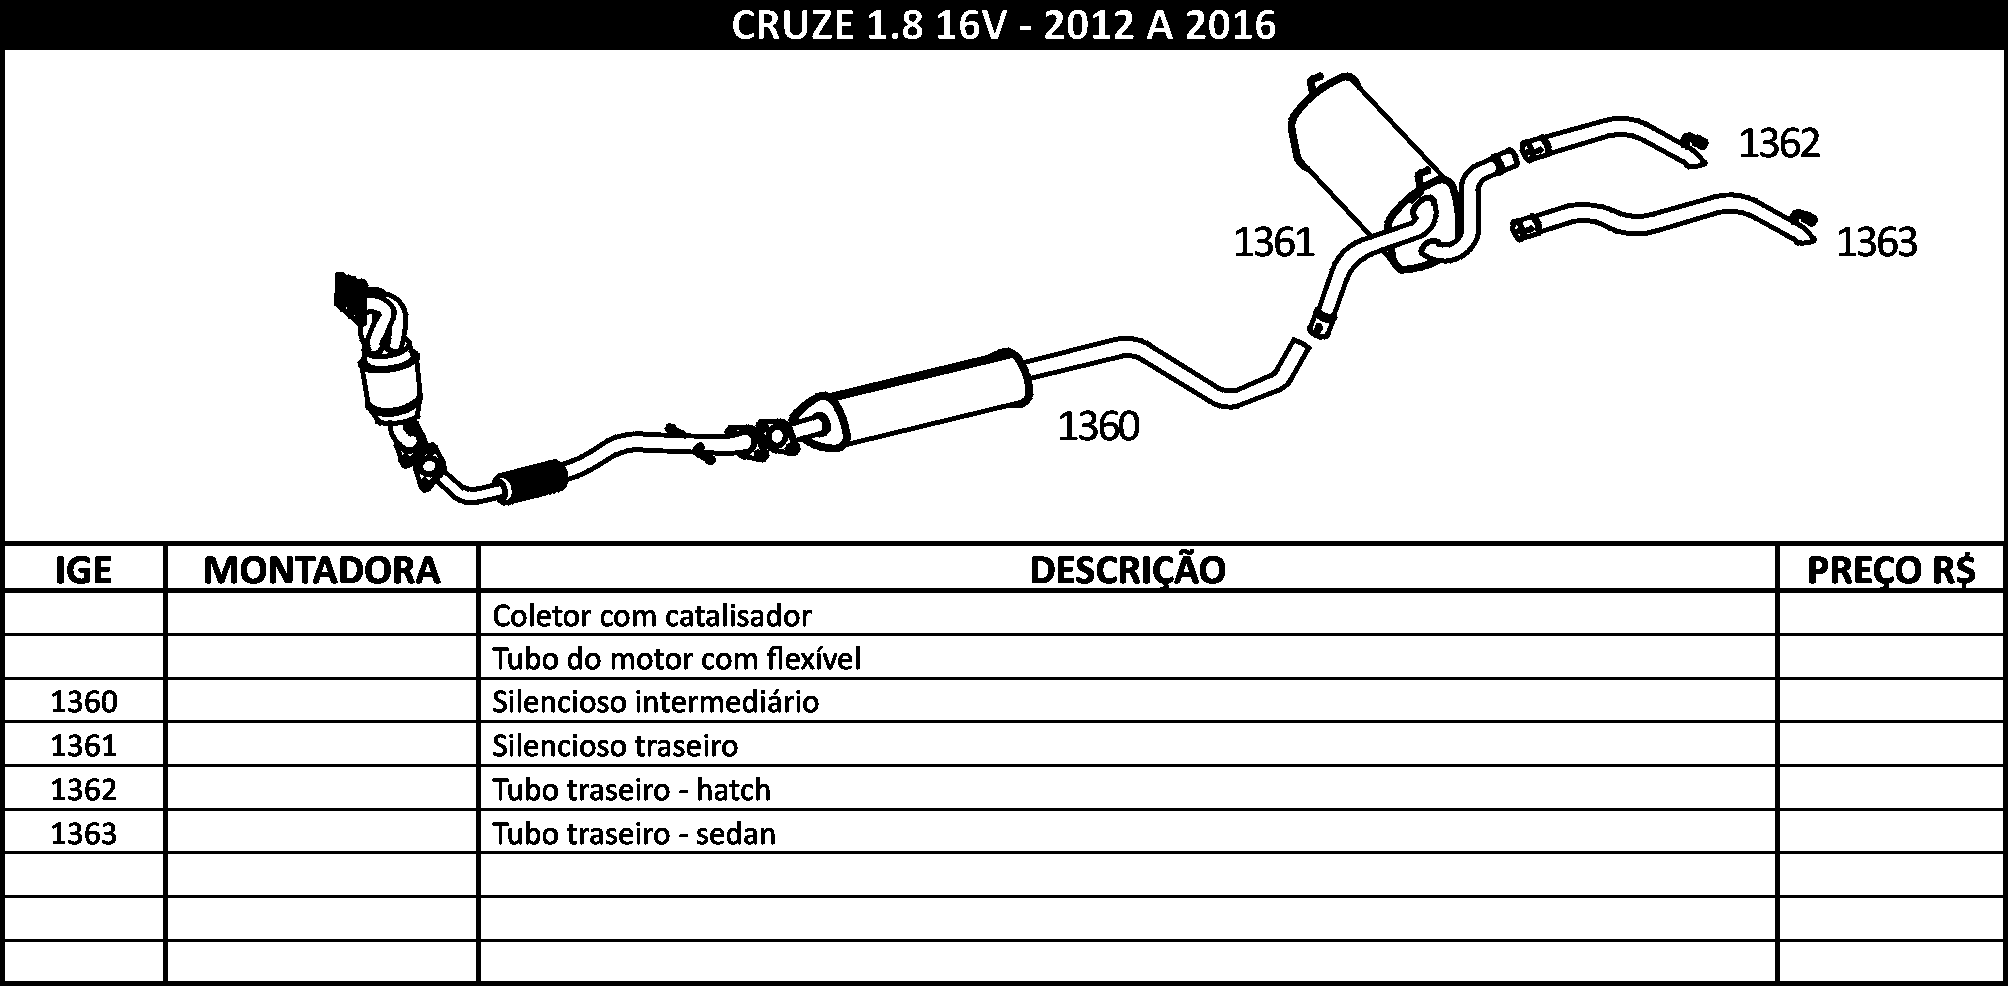 CRUZE 1.8 16V - 2012 A 2016
1362
1361
1363
1360
IGE MONTADORA DESCRIÇÃO PREÇO R$
Coletor com catalisador
Tubo do motor com flexível
1360 Silencioso intermediário
1361 Silencioso traseiro
1362 Tubo traseiro - hatch
1363 Tubo traseiro - sedan